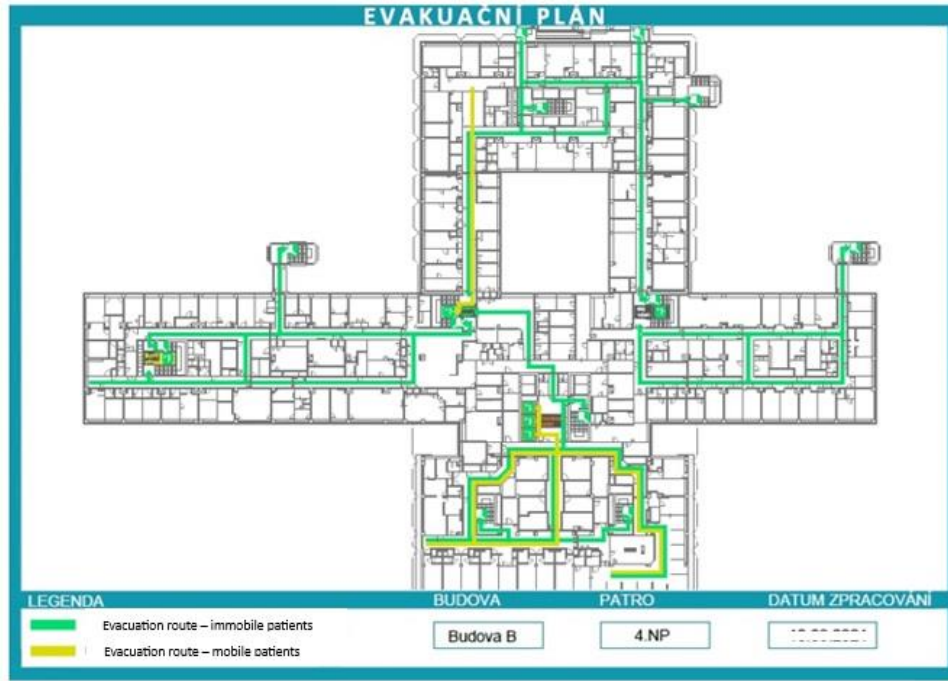 EVAKUAČNÍ PLÁN
LEGENDA
Evacuation route – immobile patients
Evacuation route – mobile patients
BUDOVA
Budova B
PATRO
4.NP
DATUM ZPRACOVÁNÍ